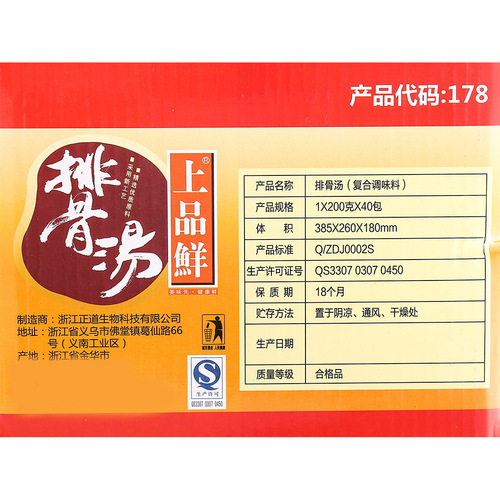 产品代码:178
排骨汤
精选优质原料
采用新工艺
上品鲜®
美味先·健康鲜
产品名称 排骨汤（复合调味料）
产品规格 1X200克X40包
体 积 385X260X180mm
产品标准 Q/ZDJ0002S
生产许可证号 QS3307 0307 0450
保 质 期 18个月
贮存方法 置于阴凉、通风、干燥处
生产日期
质量等级 合格品
制造商：浙江正道生物科技有限公司
地址：浙江省义乌市佛堂镇葛仙路66
号（义南工业区）
产地：浙江省金华市
QS
生产许可
QS3307 0307 0450